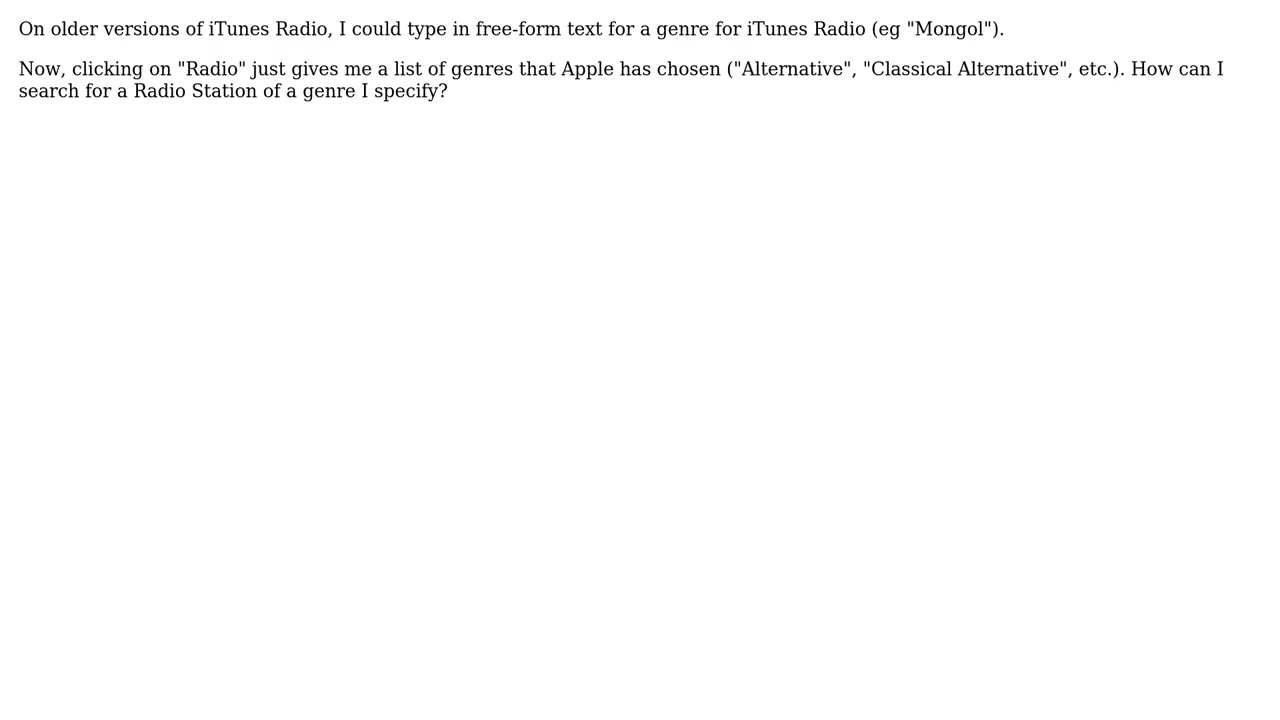 On older versions of iTunes Radio, I could type in free-form text for a genre for iTunes Radio (eg "Mongol").
Now, clicking on "Radio" just gives me a list of genres that Apple has chosen ("Alternative", "Classical Alternative", etc.). How can I
search for a Radio Station of a genre I specify?